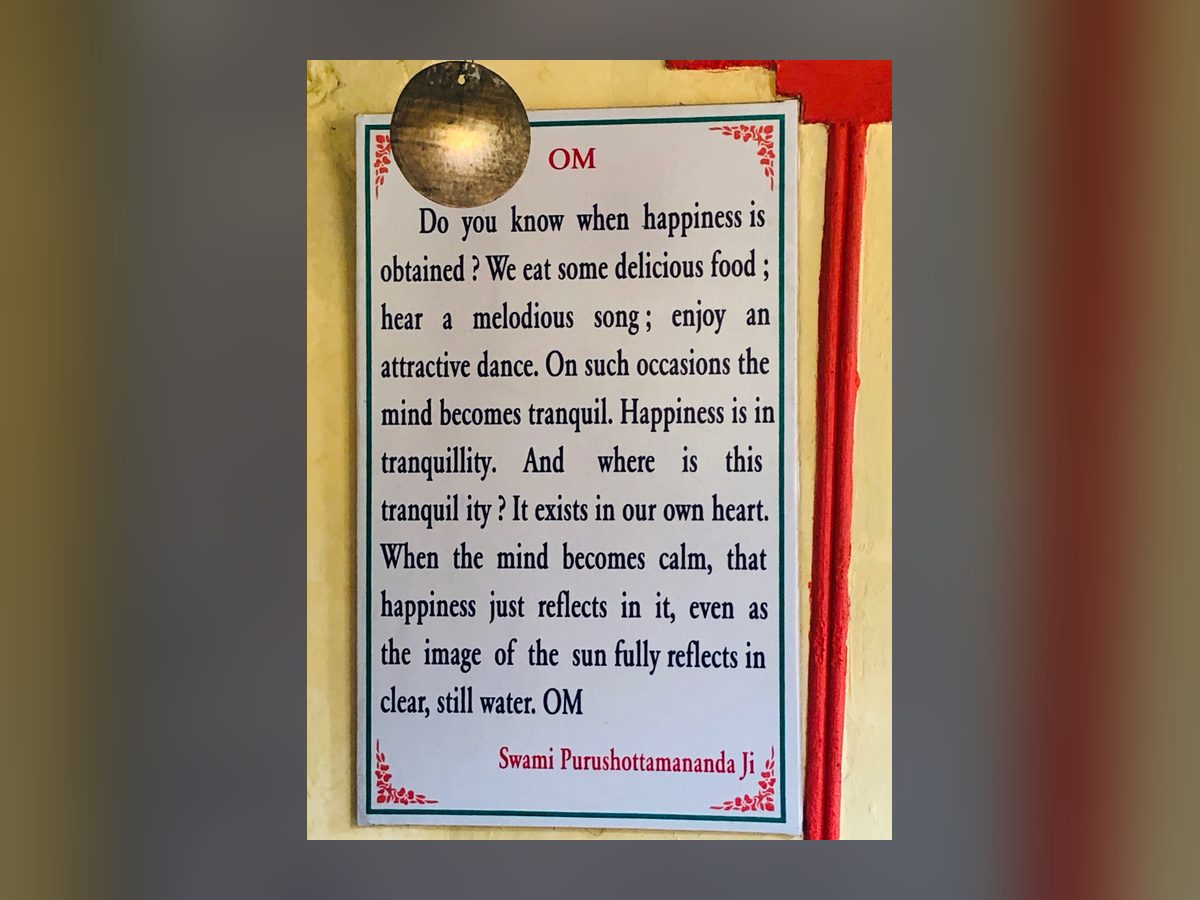 OM
Do you know when happiness is
obtained ? We eat some delicious food ;
hear a melodious song ; enjoy an
attractive dance. On such occasions the
mind becomes tranquil. Happiness is in
tranquillity. And where is this
tranquil ity ? It exists in our own heart.
When the mind becomes calm, that
happiness just reflects in it, even as
the image of the sun fully reflects in
clear, still water. OM
Swami Purushottamananda Ji